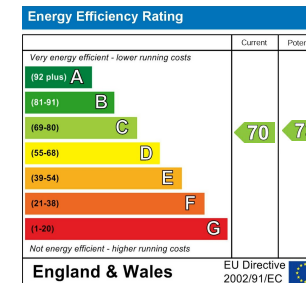 Energy Efficiency Rating
Current
Very energy efficient - lower running costs
(92 plus) A
(81-91) B
(69-80) C
70
(55-68) D
(39-54) E
(21-38) F
(1-20) G
Not energy efficient - higher running costs
England & Wales
EU Directive
2002/91/EC